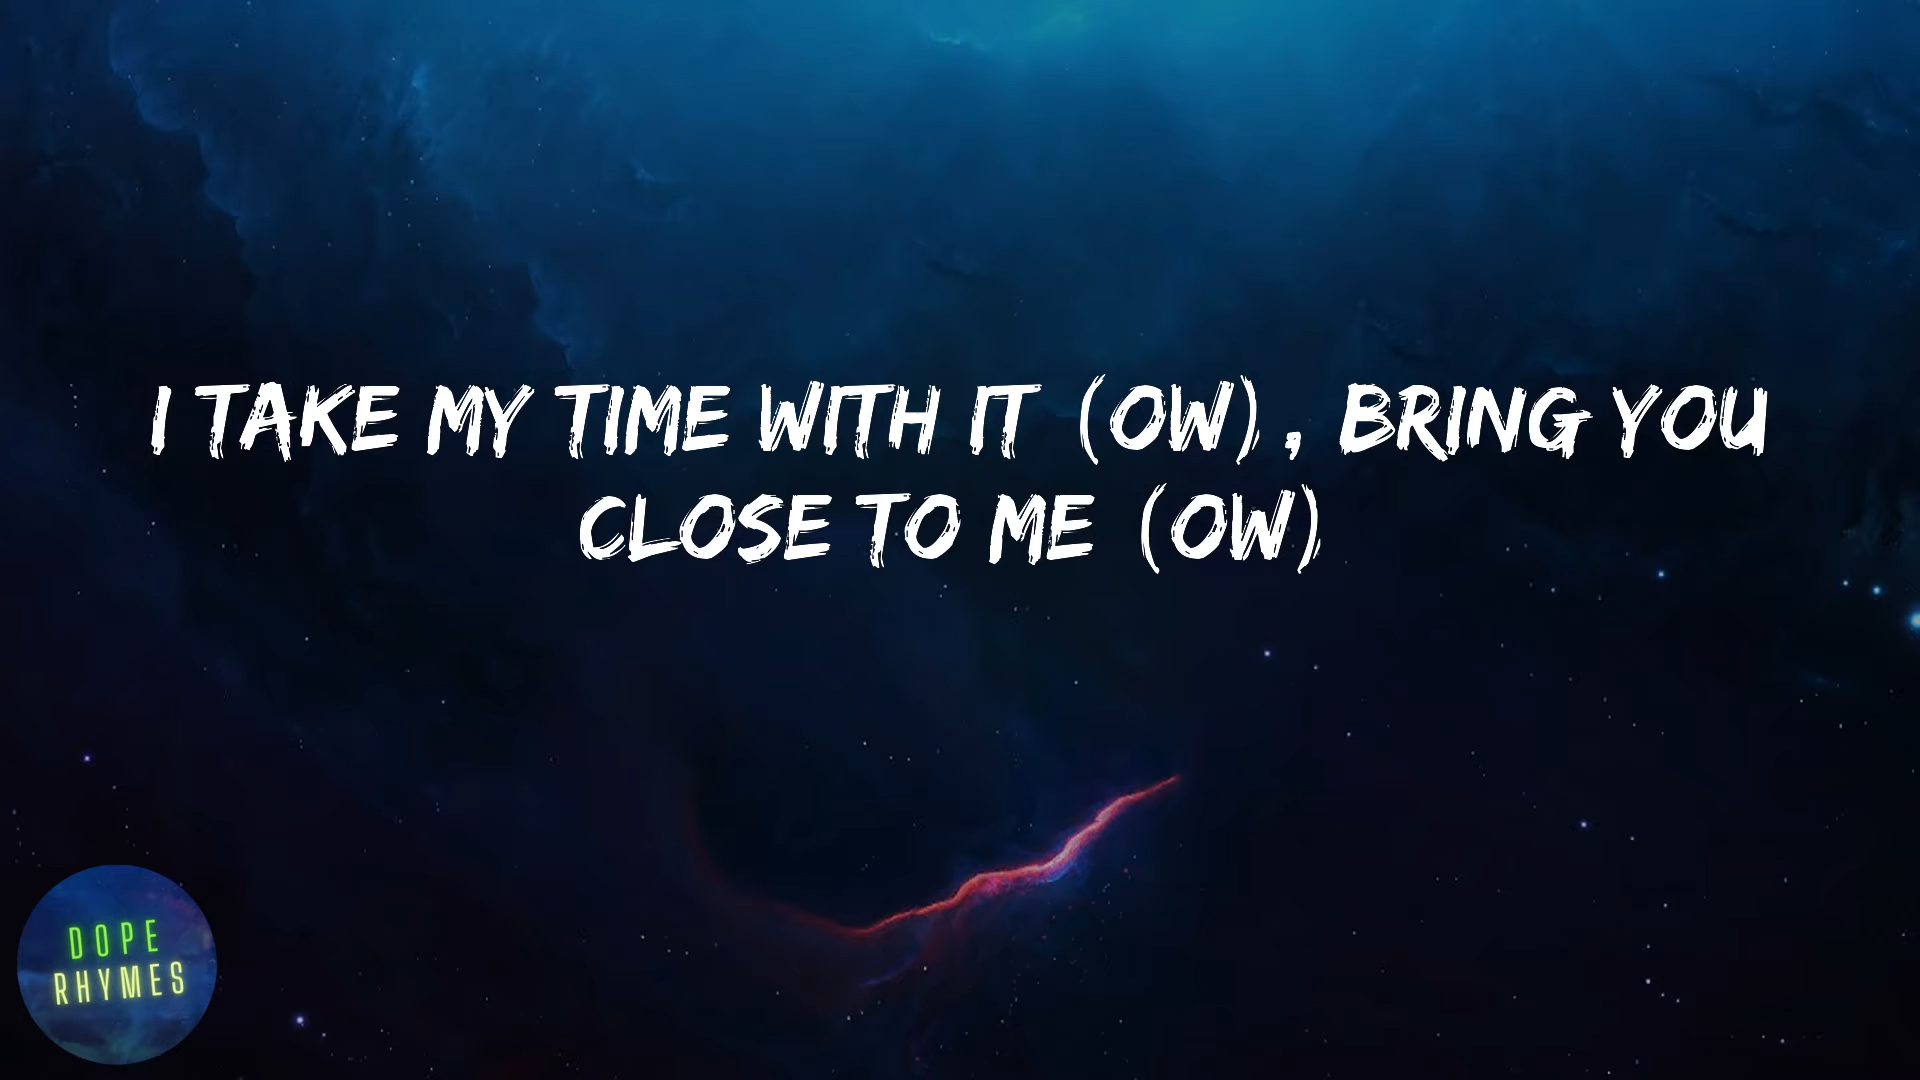 I TAKE MY TIME WITH IT (OW), BRING YOU
CLOSE TO ME (OW)
DOPE
RHYMES